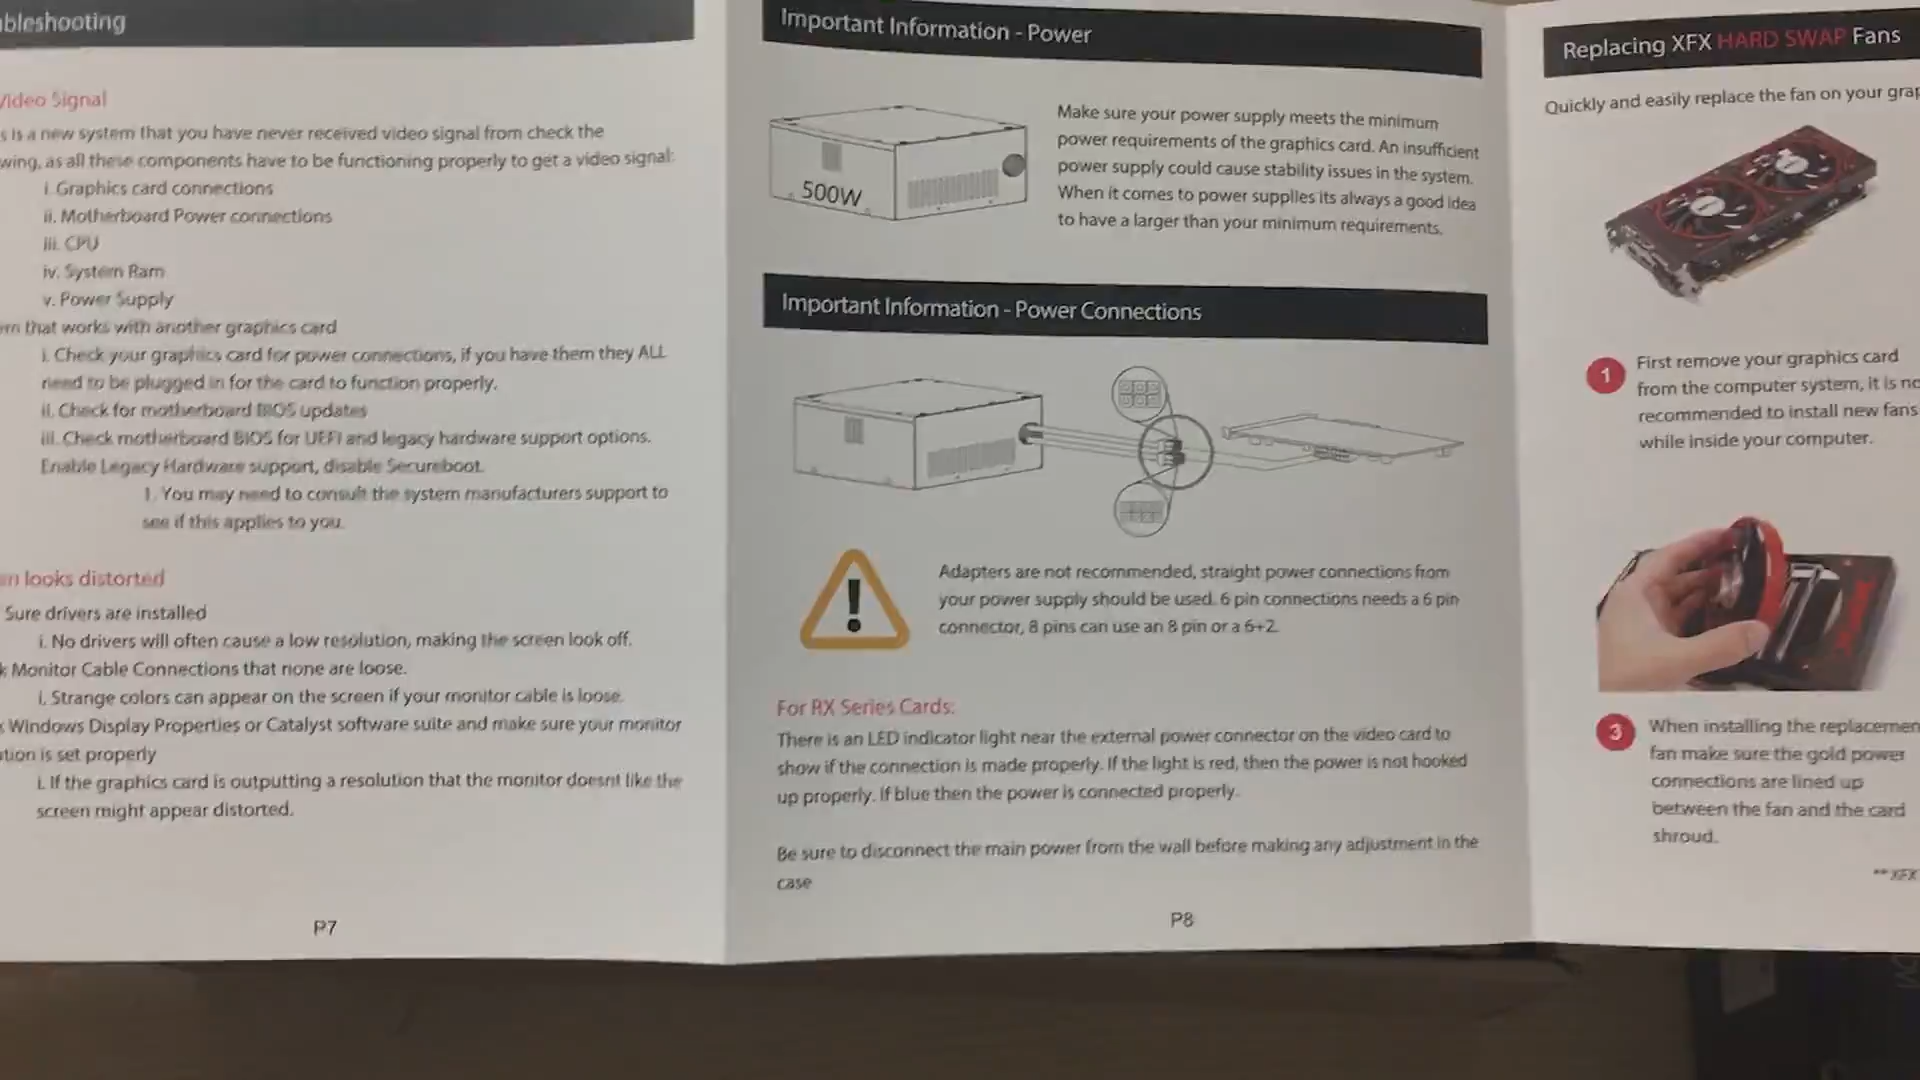 bleshooting
Video Signal
s is a new system that you have never received video signal from check the
wing, as all these components have to be functioning properly to get a video signal:
i. Graphics card connections
ii. Motherboard Power connections
iii. CPU
iv. System Ram
v. Power Supply
em that works with another graphics card
i. Check your graphics card for power connections, if you have them they ALL
need to be plugged in for the card to function properly.
ii. Check for motherboard BIOS updates
iii. Check motherboard BIOS for UEFI and legacy hardware support options.
Enable Legacy Hardware support, disable Secureboot.
1. You may need to consult the system manufacturers support to
see if this applies to you.
en looks distorted
Sure drivers are installed
i. No drivers will often cause a low resolution, making the screen look off.
k Monitor Cable Connections that none are loose.
i. Strange colors can appear on the screen if your monitor cable is loose.
k Windows Display Properties or Catalyst software suite and make sure your monitor
ution is set properly
i. If the graphics card is outputting a resolution that the monitor doesnt like the
screen might appear distorted.
P7
Important Information - Power
500W
Make sure your power supply meets the minimum
power requirements of the graphics card. An insufficient
power supply could cause stability issues in the system.
When it comes to power supplies its always a good idea
to have a larger than your minimum requirements.
Important Information - Power Connections
Adapters are not recommended, straight power connections from
your power supply should be used. 6 pin connections needs a 6 pin
connector, 8 pins can use an 8 pin or a 6+2.
For RX Series Cards:
There is an LED indicator light near the external power connector on the video card to
show if the connection is made properly. If the light is red, then the power is not hooked
up properly. If blue then the power is connected properly.
Be sure to disconnect the main power from the wall before making any adjustment in the
case
P8
Replacing XFX HARD SWAP Fans
Quickly and easily replace the fan on your grap
1
First remove your graphics card
from the computer system, it is no
recommended to install new fans
while inside your computer.
3
When installing the replacemen
fan make sure the gold power
connections are lined up
between the fan and the card
shroud.
** XFX